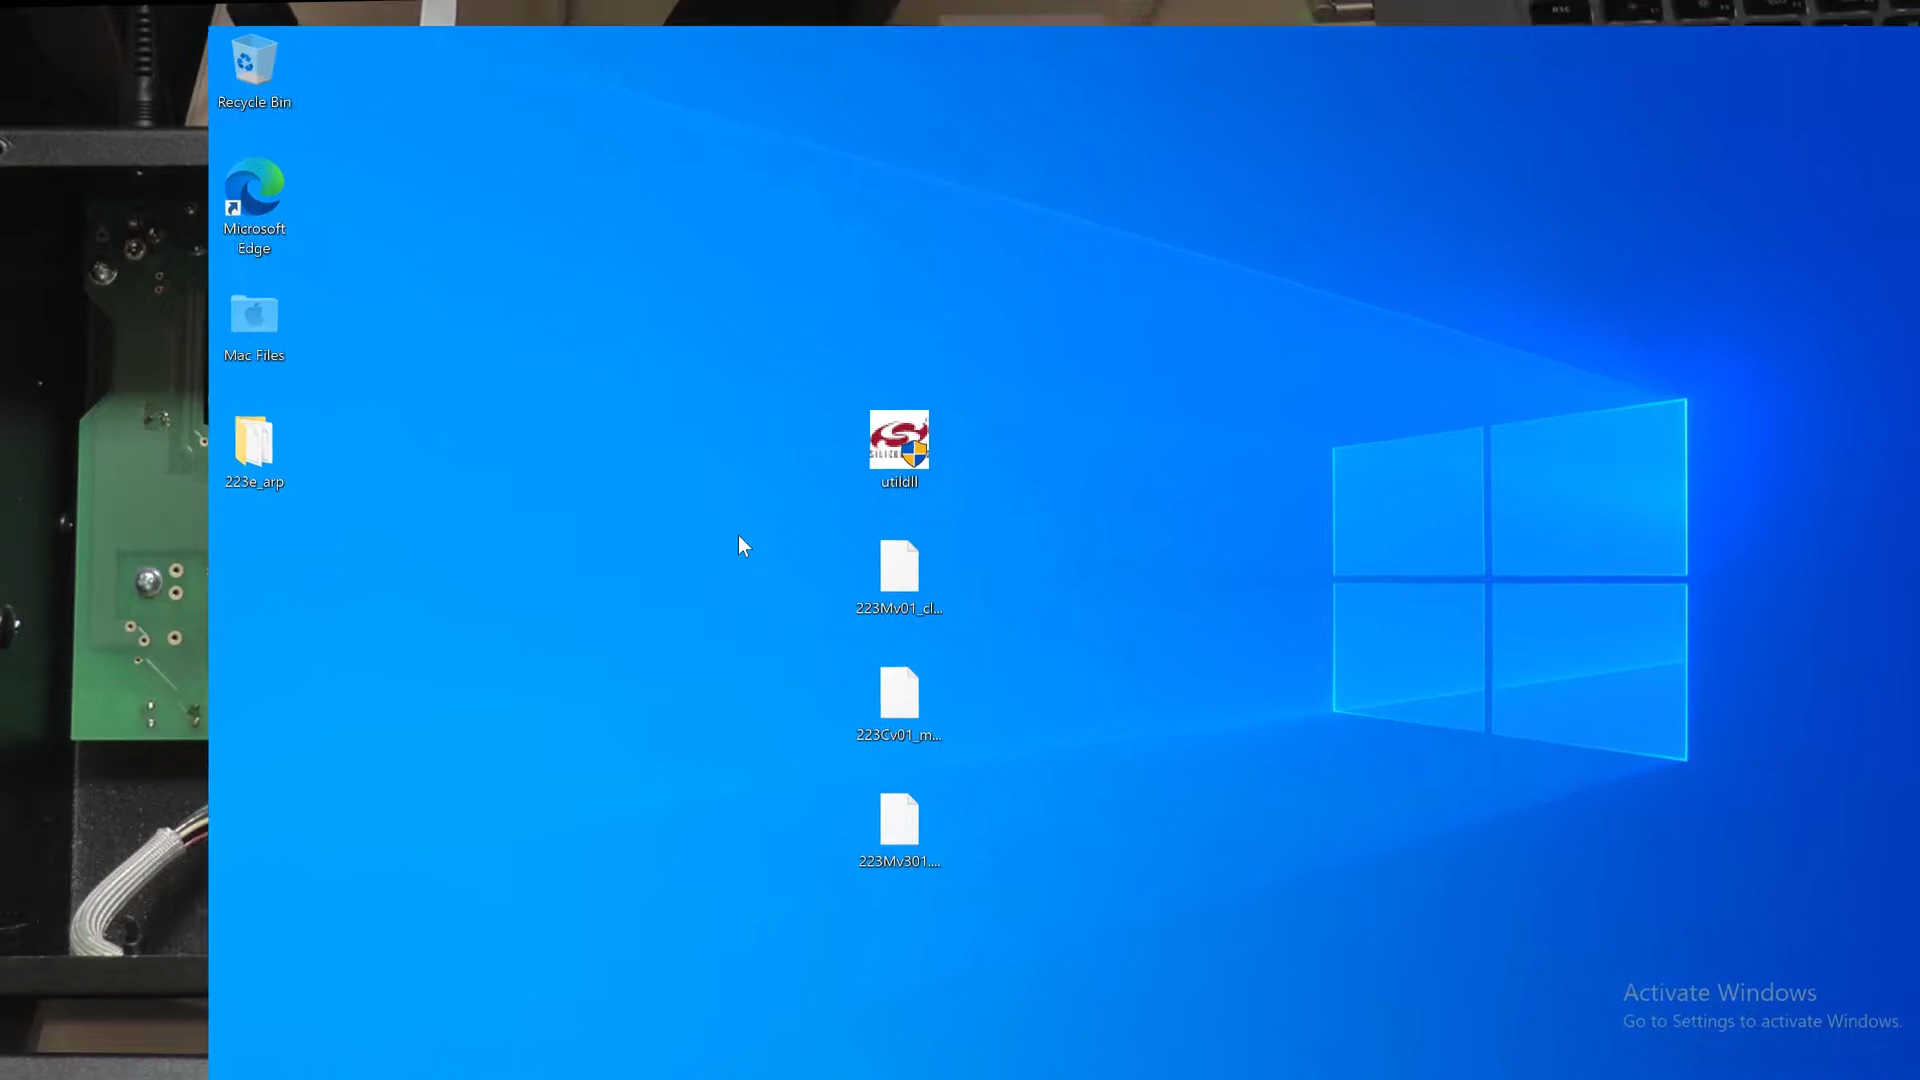 Recycle Bin
Microsoft
Edge
Mac Files
223e_arp
utildll
223Mv01_cl...
223Cv01_m...
223Mv301....
Activate Windows
Go to Settings to activate Windows.